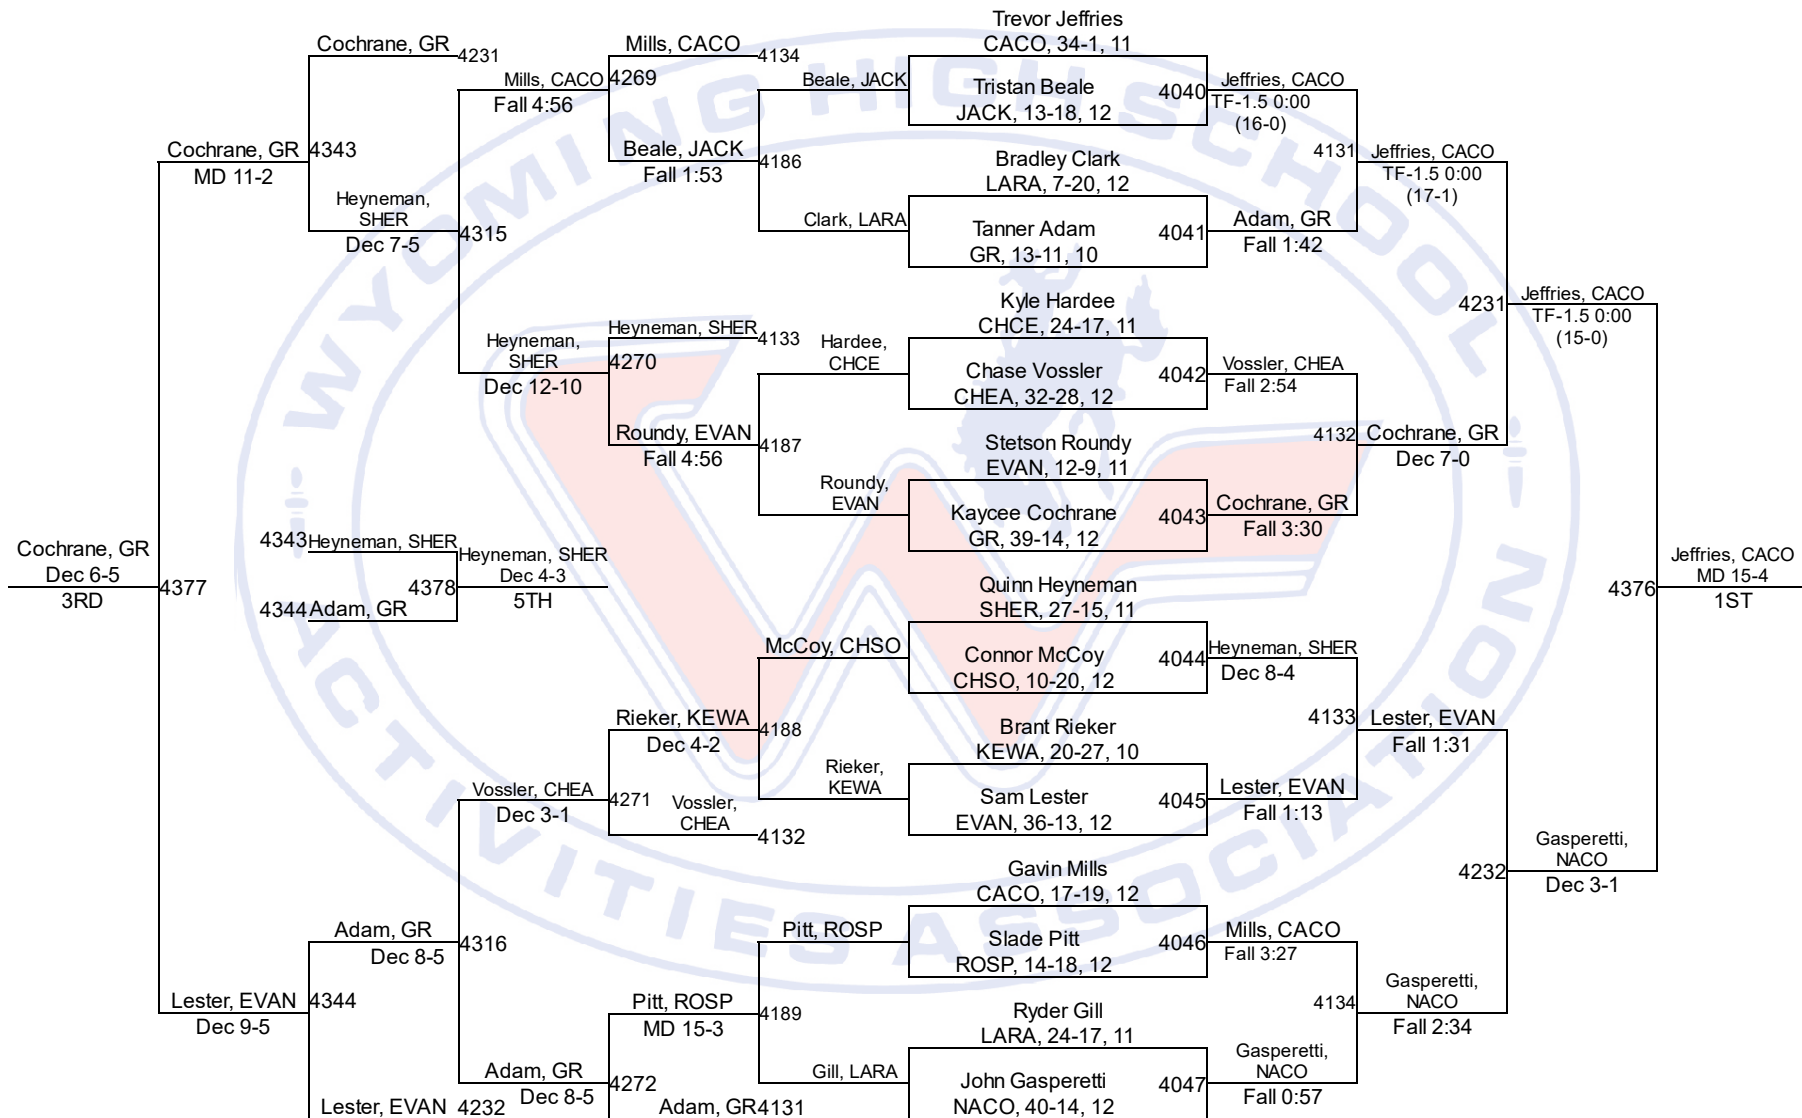 WYOMING HIGH SCHOOL
ACTIVITIES ASSOCIATION
Trevor Jeffries
CACO, 34-1, 11
Tristan Beale
JACK, 13-18, 12
4040
Bradley Clark
LARA, 7-20, 12
Tanner Adam
GR, 13-11, 10
4041
Kyle Hardee
CHCE, 24-17, 11
Chase Vossler
CHEA, 32-28, 12
4042
Stetson Roundy
EVAN, 12-9, 11
Kaycee Cochrane
GR, 39-14, 12
4043
Quinn Heyneman
SHER, 27-15, 11
Connor McCoy
CHSO, 10-20, 12
4044
Brant Rieker
KEWA, 20-27, 10
Sam Lester
EVAN, 36-13, 12
4045
Gavin Mills
CACO, 17-19, 12
Slade Pitt
ROSP, 14-18, 12
4046
Ryder Gill
LARA, 24-17, 11
John Gasperetti
NACO, 40-14, 12
4047
Jeffries, CACO
TF-1.5 0:00
(16-0)
4131
Adam, GR
Fall 1:42
Vossler, CHEA
Fall 2:54
4132
Cochrane, GR
Fall 3:30
Heyneman, SHER
Dec 8-4
4133
Lester, EVAN
Fall 1:13
Mills, CACO
Fall 3:27
4134
Gasperetti,
NACO
Fall 0:57
Jeffries, CACO
TF-1.5 0:00
(17-1)
4231
Cochrane, GR
Dec 7-0
Lester, EVAN
Fall 1:31
4232
Gasperetti,
NACO
Fall 2:34
Jeffries, CACO
TF-1.5 0:00
(15-0)
4376
Gasperetti,
NACO
Dec 3-1
Jeffries, CACO
MD 15-4
1ST
Beale, JACK
4186
Clark, LARA
Hardee,
CHCE
4187
Roundy,
EVAN
McCoy, CHSO
4188
Rieker,
KEWA
Pitt, ROSP
4189
Gill, LARA
Mills, CACO
4134
4269
Beale, JACK
Fall 1:53
Heyneman, SHER
4133
4270
Roundy, EVAN
Fall 4:56
Rieker, KEWA
Dec 4-2
4271
Vossler,
CHEA
4132
Pitt, ROSP
MD 15-3
4272
Adam, GR
4131
Mills, CACO
Fall 4:56
4315
Heyneman,
SHER
Dec 12-10
Vossler, CHEA
Dec 3-1
4316
Adam, GR
Dec 8-5
Cochrane, GR
4231
4343
Heyneman,
SHER
Dec 7-5
Adam, GR
Dec 8-5
4344
Lester, EVAN
4232
Cochrane, GR
MD 11-2
4377
Lester, EVAN
Dec 9-5
Cochrane, GR
Dec 6-5
3RD
4343
Heyneman, SHER
4378
4344
Adam, GR
Heyneman, SHER
Dec 4-3
5TH